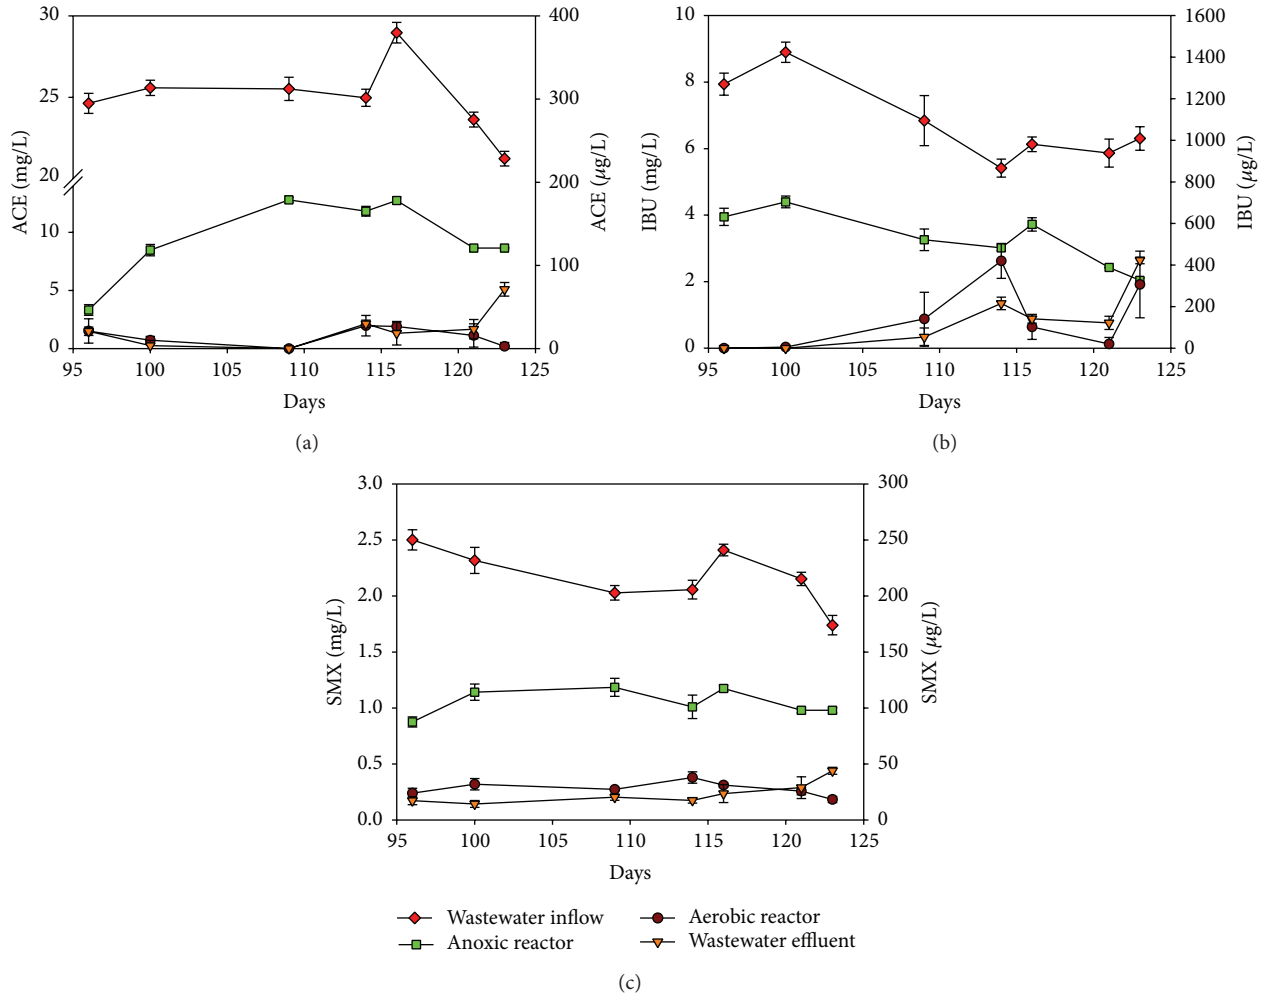 30
25
20
10
5
0
ACE (mg/L)
400
300
200
100
0
ACE (µg/L)
95 100 105 110 115 120 125
Days
(a)
10
8
6
4
2
0
IBU (mg/L)
1600
1400
1200
1000
800
600
400
200
0
IBU (µg/L)
95 100 105 110 115 120 125
Days
(b)
3.0
2.5
2.0
1.5
1.0
0.5
0.0
SMX (mg/L)
300
250
200
150
100
50
0
SMX (µg/L)
95 100 105 110 115 120 125
Days
Wastewater inflow
Anoxic reactor
Aerobic reactor
Wastewater effluent
(c)